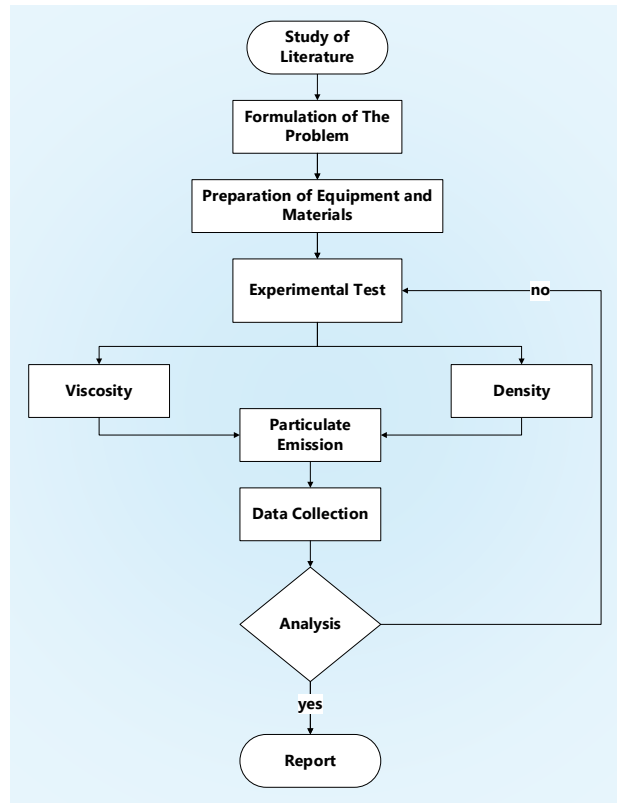 Study of
Literature
Formulation of The
Problem
Preparation of Equipment and
Materials
Experimental Test
no
Viscosity
Density
Particulate
Emission
Data Collection
Analysis
yes
Report